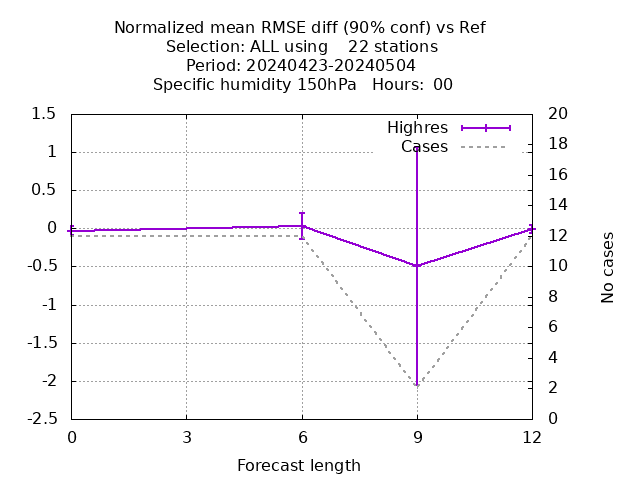 Normalized mean RMSE diff (90% conf) vs Ref
Selection: ALL using    22 stations
Period: 20240423-20240504
Specific humidity 150hPa   Hours:  00
1.5
1
0.5
0
-0.5
-1
-1.5
-2
-2.5
Highres
Cases
20
18
16
14
12
10
8
6
4
2
0
No cases
0 3 6 9 12
Forecast length